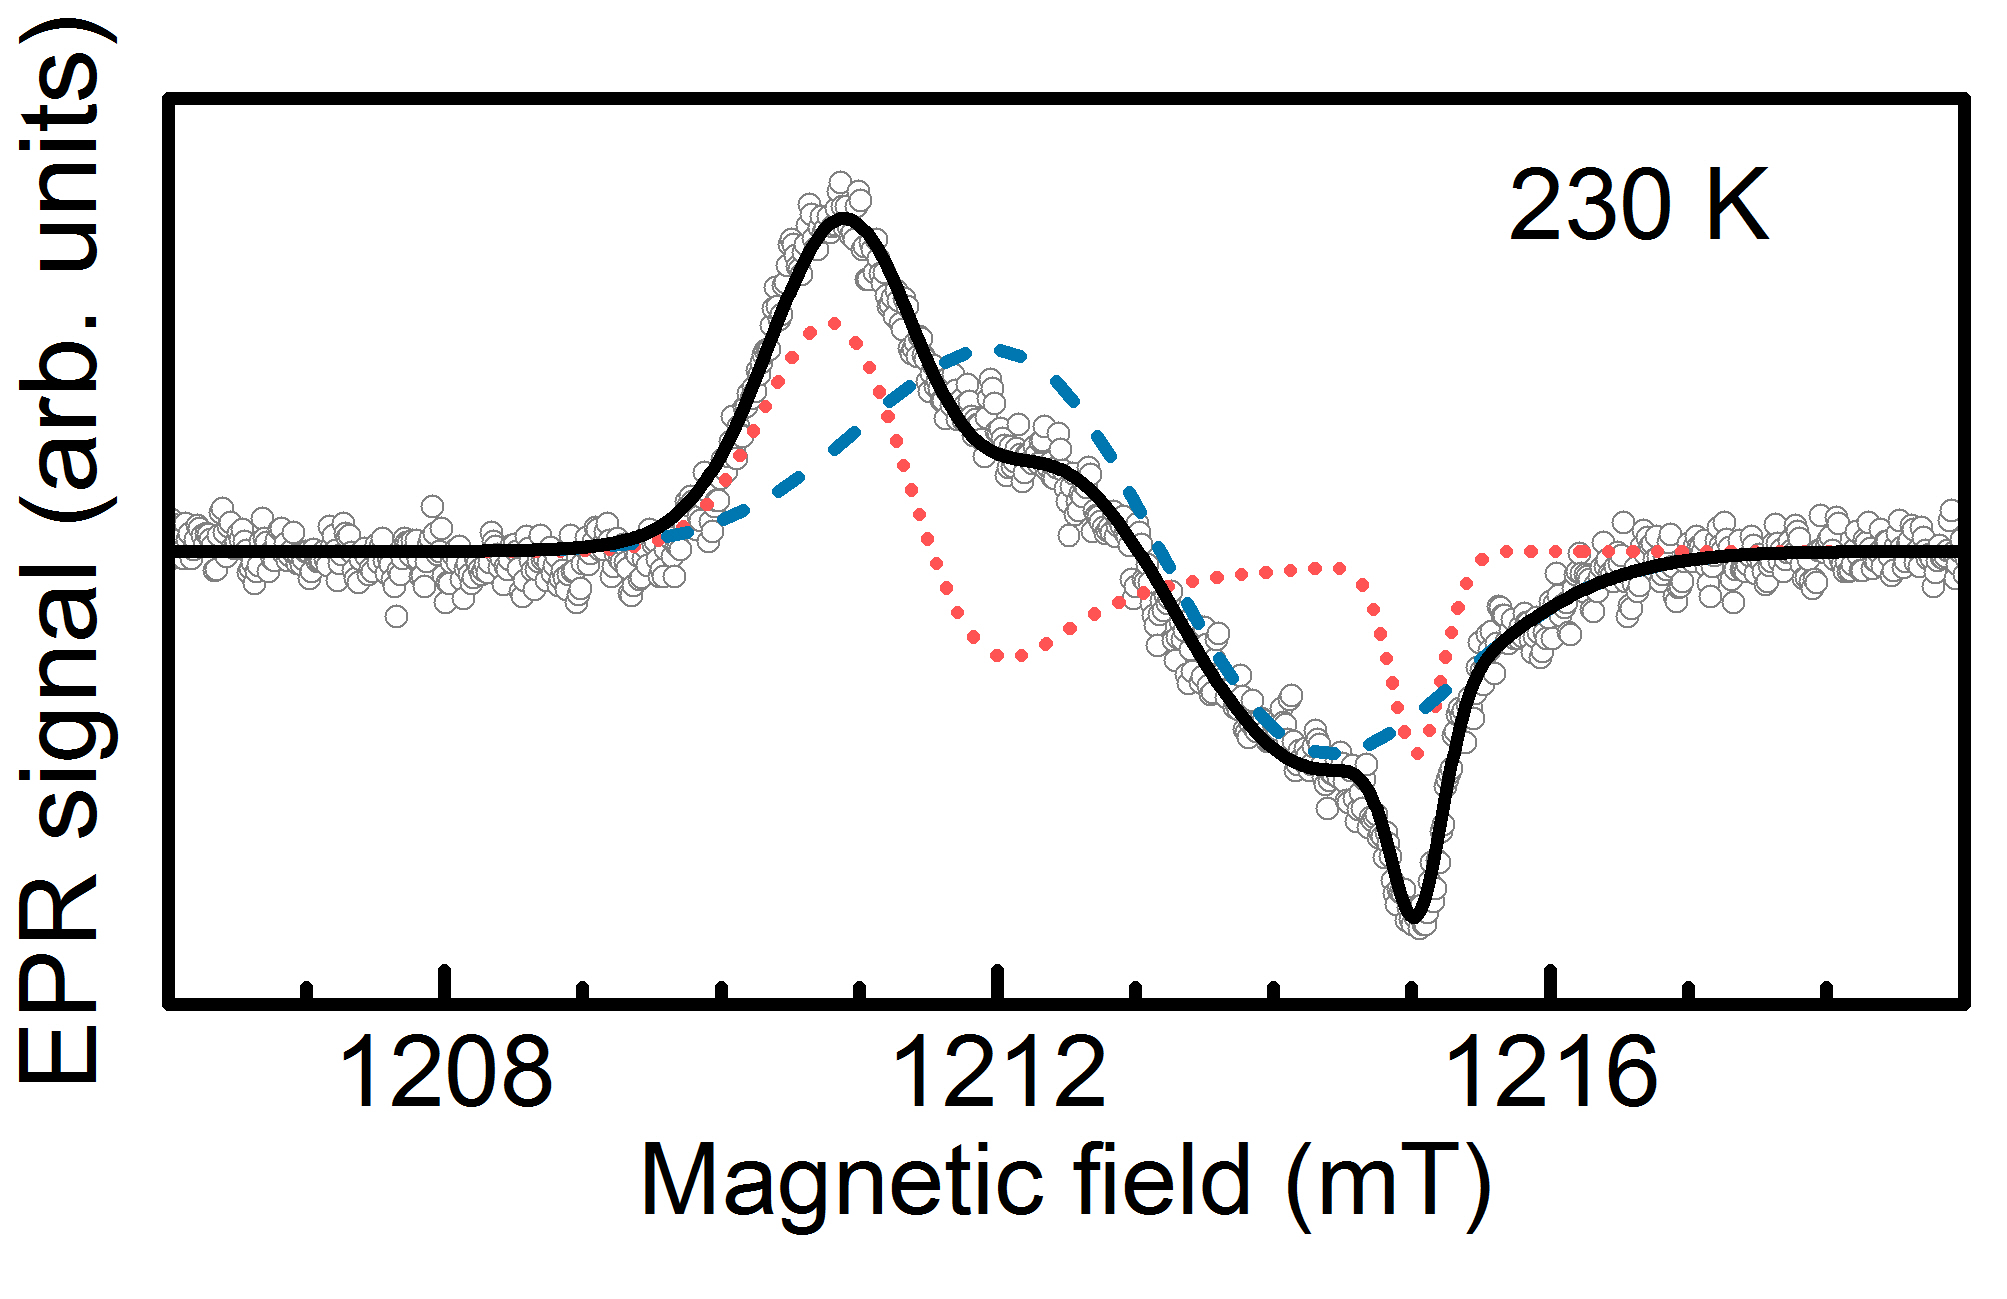 EPR signal (arb. units)
230 K
1208 1212 1216
Magnetic field (mT)